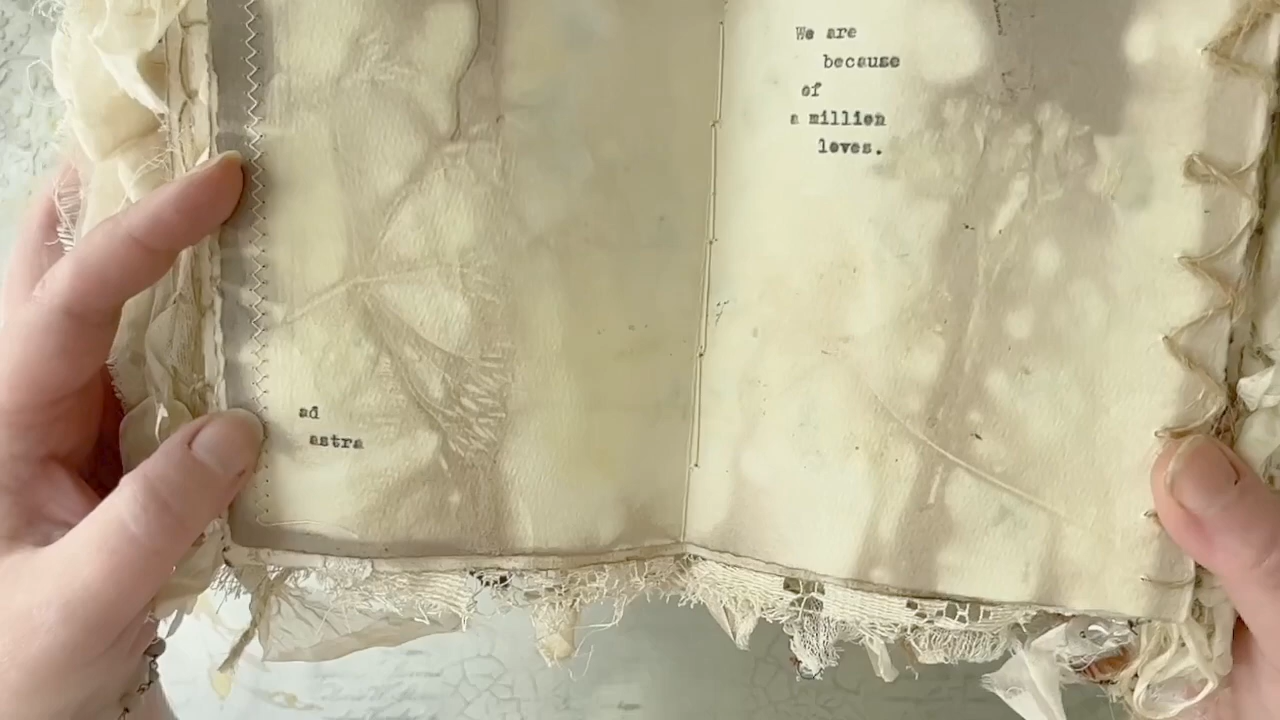 ad
astra
We are
because
of
a million
loves.